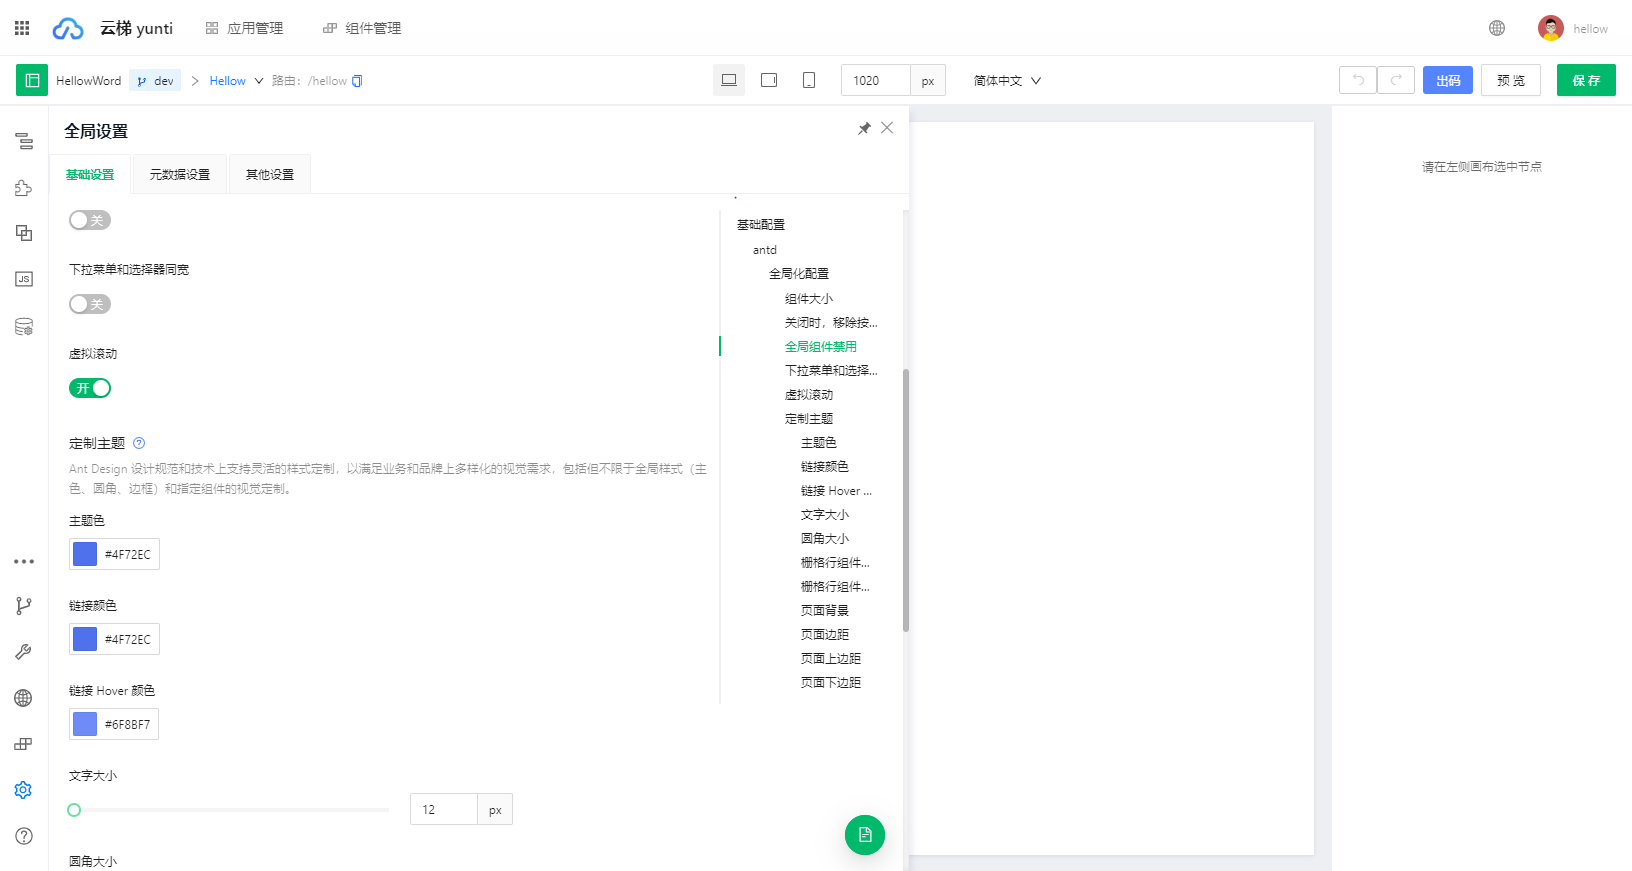 云梯 yunti
应用管理
组件管理
hellow
HellowWord
dev
Hellow
路由：/hellow
1020
px
简体中文
出码
预 览
保 存
全局设置
基础设置
元数据设置
其他设置
关
下拉菜单和选择器同宽
关
虚拟滚动
开
定制主题
Ant Design 设计规范和技术上支持灵活的样式定制，以满足业务和品牌上多样化的视觉需求，包括但不限于全局样式（主
色、圆角、边框）和指定组件的视觉定制。
主题色
#4F72EC
链接颜色
#4F72EC
链接 Hover 颜色
#6F8BF7
文字大小
12
px
圆角大小
基础配置
antd
全局化配置
组件大小
关闭时，移除按...
全局组件禁用
下拉菜单和选择...
虚拟滚动
定制主题
主题色
链接颜色
链接 Hover ...
文字大小
圆角大小
栅格行组件...
栅格行组件...
页面背景
页面边距
页面上边距
页面下边距
请在左侧画布选中节点
JS